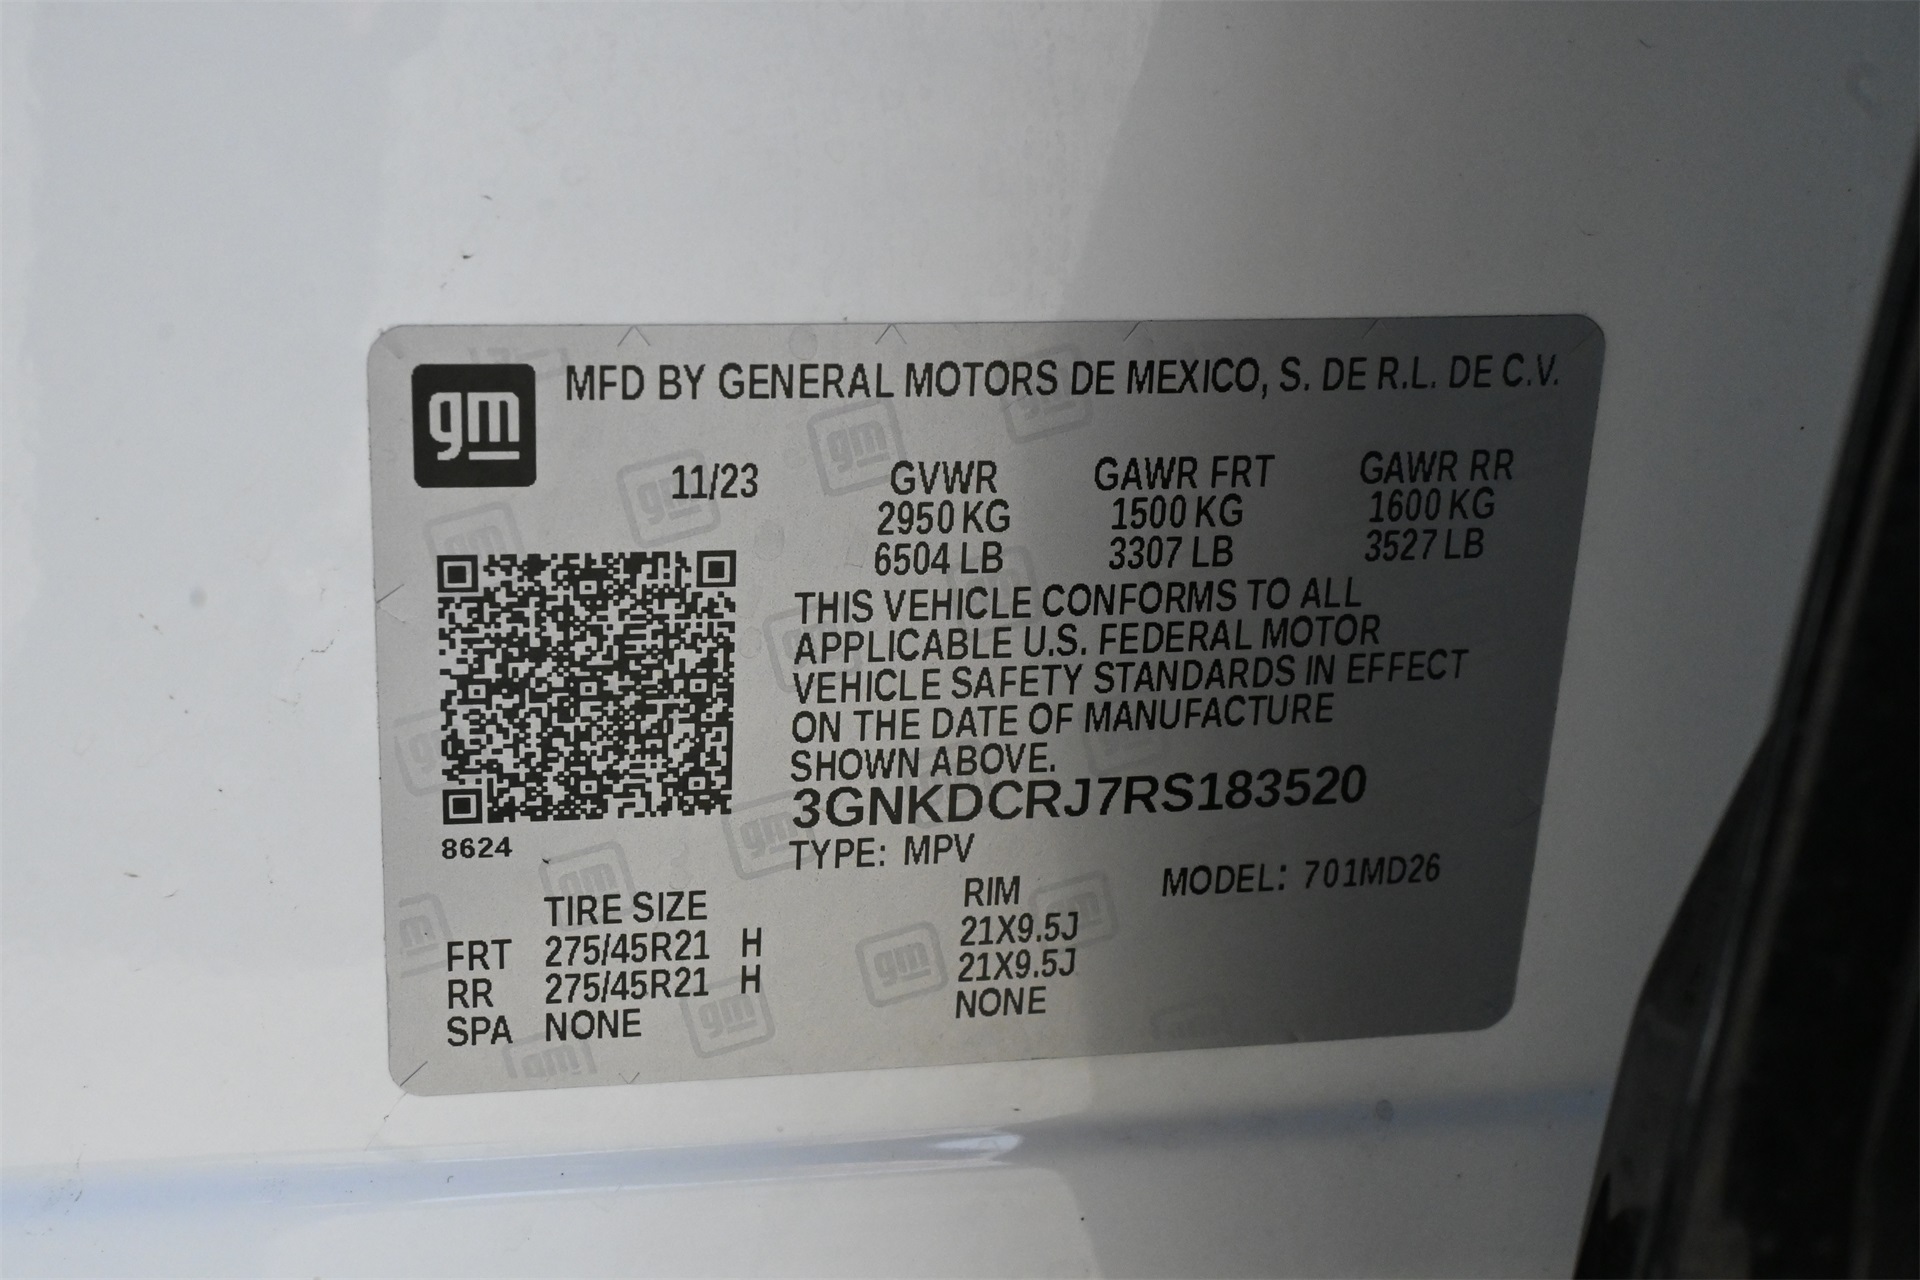 gm MFD BY GENERAL MOTORS DE MEXICO, S. DE R.L. DE C.V.
11/23 GVWR GAWR FRT GAWR RR
2950 KG 1500 KG 1600 KG
6504 LB 3307 LB 3527 LB
THIS VEHICLE CONFORMS TO ALL
APPLICABLE U.S. FEDERAL MOTOR
VEHICLE SAFETY STANDARDS IN EFFECT
ON THE DATE OF MANUFACTURE
SHOWN ABOVE.
3GNKDCRJ7RS183520
8624 TYPE: MPV MODEL: 701MD26
TIRE SIZE RIM
FRT 275/45R21 H 21X9.5J
RR 275/45R21 H 21X9.5J
SPA NONE NONE